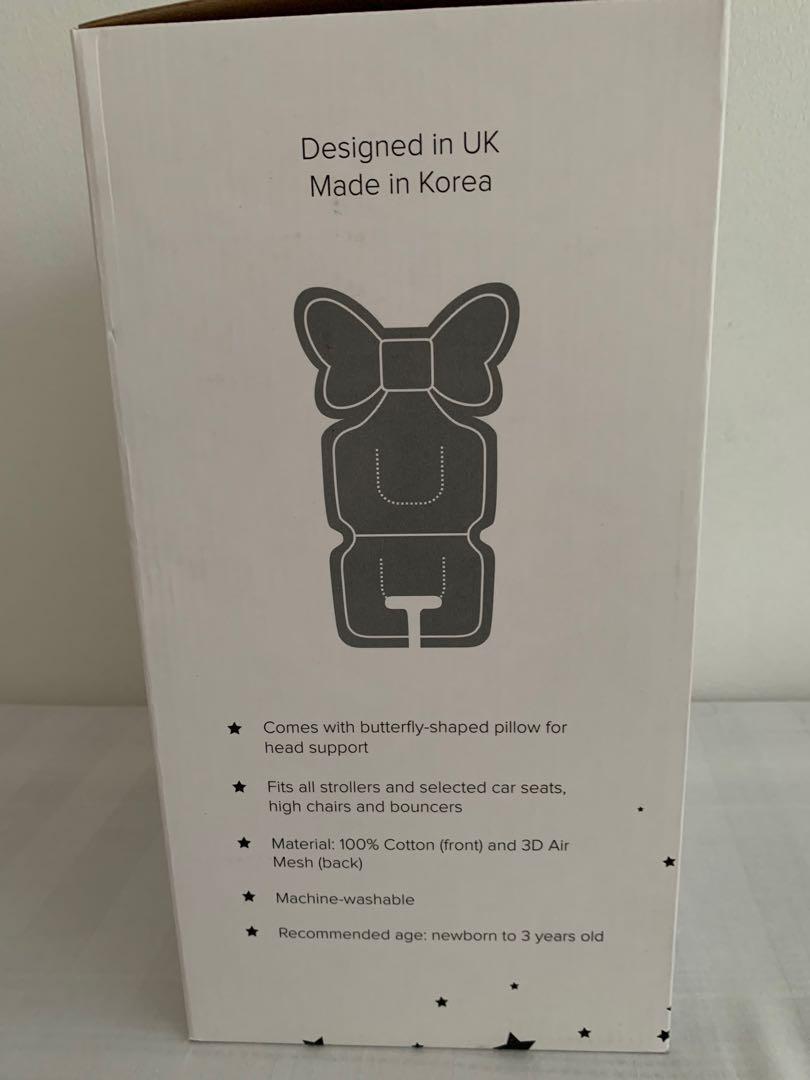 Designed in UK
Made in Korea
Comes with butterfly-shaped pillow for
head support
Fits all strollers and selected car seats,
high chairs and bouncers
Material: 100% Cotton (front) and 3D Air
Mesh (back)
Machine-washable
Recommended age: newborn to 3 years old